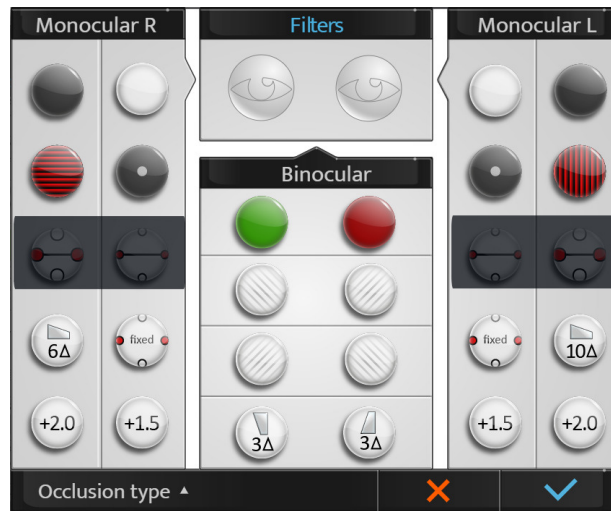 Monocular R
Filters
Monocular L
Binocular
6Δ
fixed
fixed
10Δ
+2.0
+1.5
3Δ
3Δ
+1.5
+2.0
Occlusion type